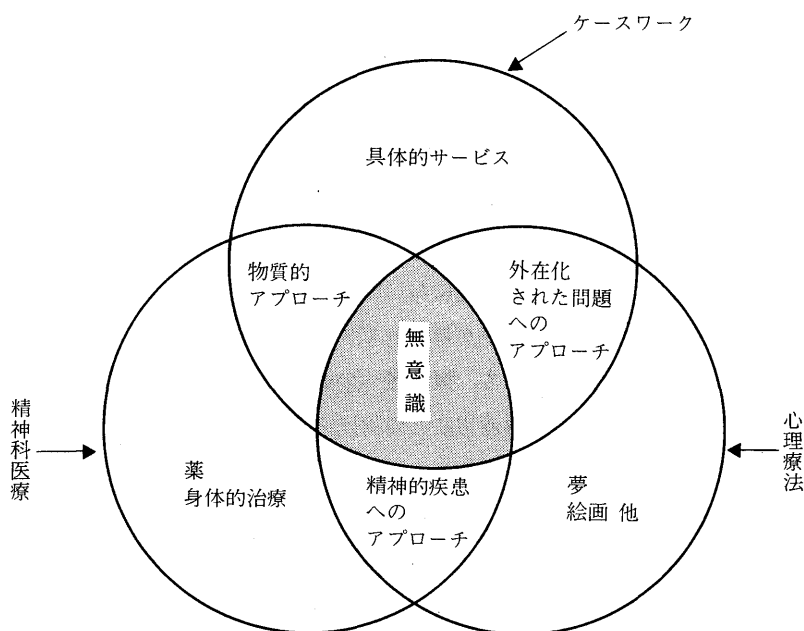 ケースワーク
具体的サービス
物質的
アプローチ
外在化
された問題
への
アプローチ
無意識
精神科医療
心理療法
薬
身体的治療
精神的疾患
への
アプローチ
夢
絵画 他